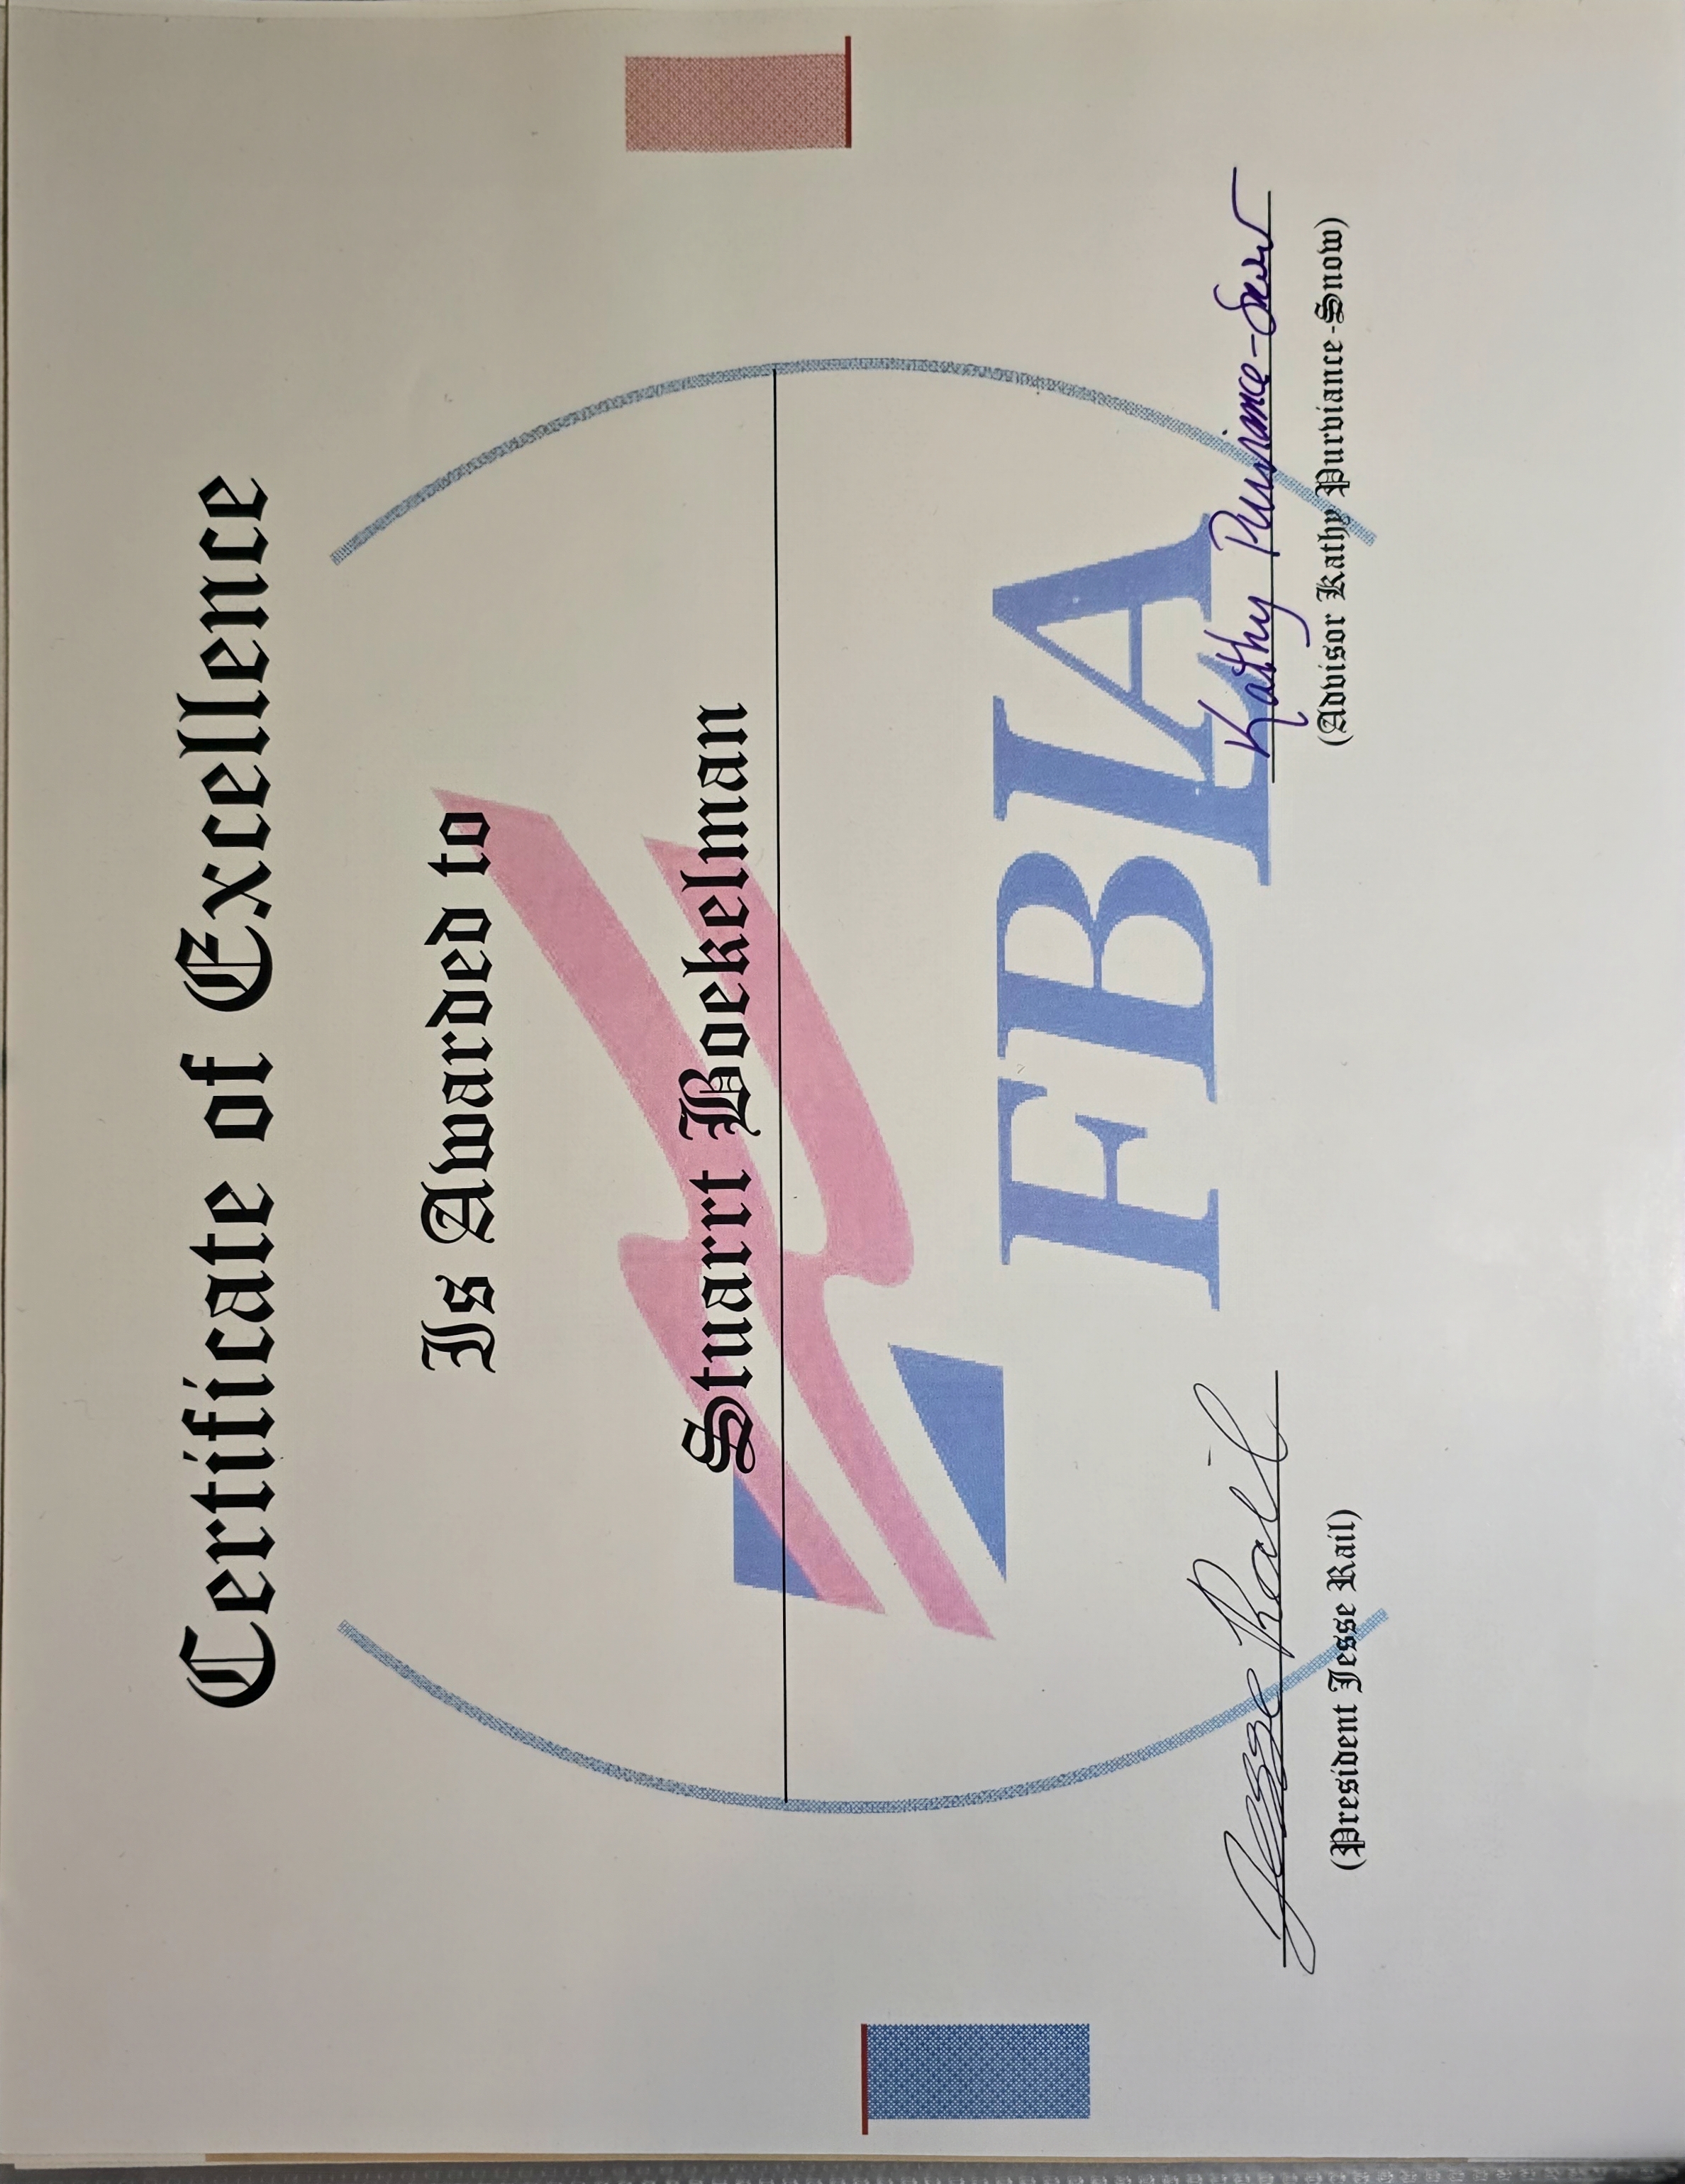 Certificate of Excellence
Is Awarded to
Stuarrt Boekelman
FBLA
Jesse Rail
Kathy Purviance-Snow
(President Jesse Rail)
(Advisor Kathy Purviance-Snow)